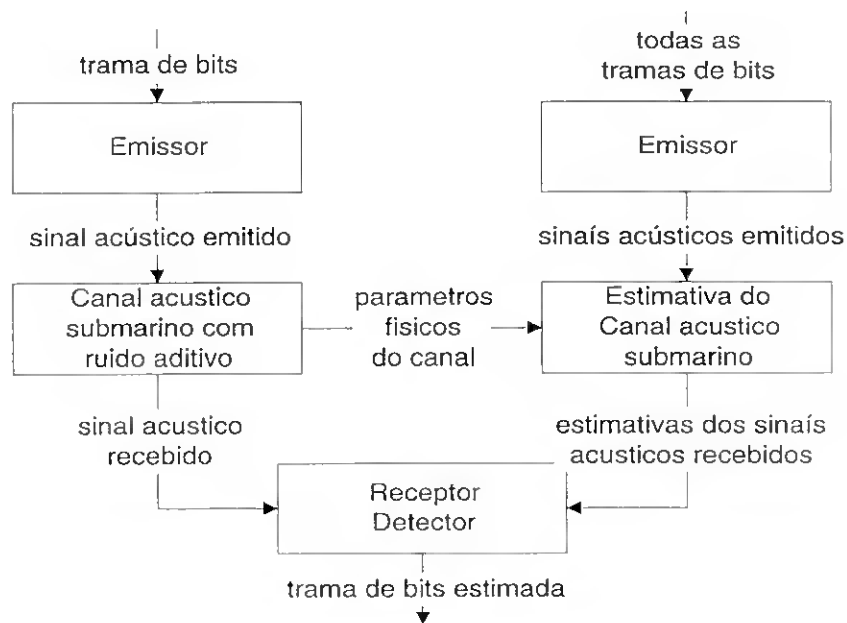 trama de bits
todas as
tramas de bits
Emissor
Emissor
sinal acústico emitido
sinaís acústicos emitidos
Canal acustico
submarino com
ruido aditivo
parametros
fisicos
do canal
Estimativa do
Canal acustico
submarino
sinal acustico
recebido
estimativas dos sinaís
acusticos recebidos
Receptor
Detector
trama de bits estimada